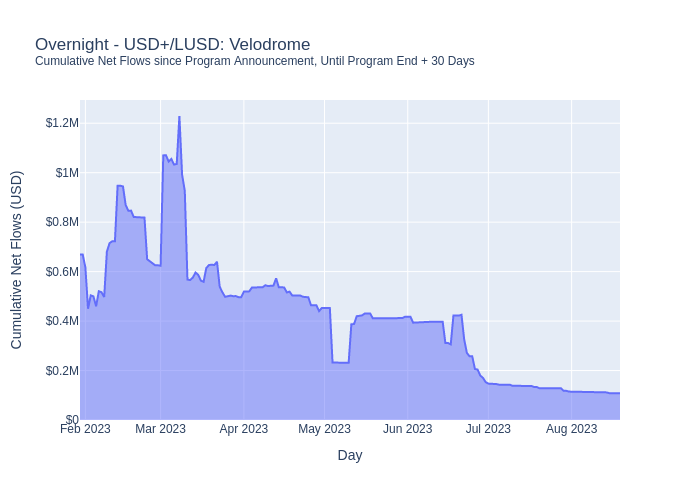 Overnight - USD+/LUSD: Velodrome
Cumulative Net Flows since Program Announcement, Until Program End + 30 Days
Cumulative Net Flows (USD)
$1.2M
$1M
$0.8M
$0.6M
$0.4M
$0.2M
$0
Feb 2023 Mar 2023 Apr 2023 May 2023 Jun 2023 Jul 2023 Aug 2023
Day